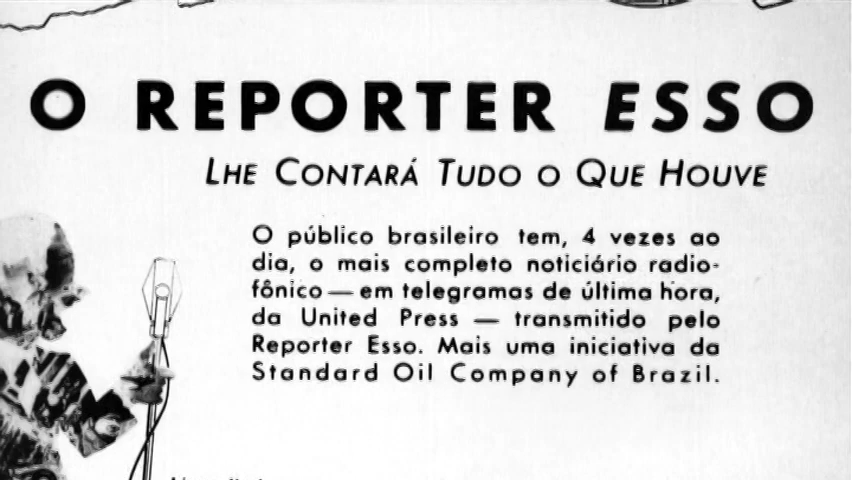 O REPORTER ESSO
LHE CONTARÁ TUDO O QUE HOUVE
O público brasileiro tem, 4 vezes ao
dia, o mais completo noticiário radio-
fônico — em telegramas de última hora,
da United Press — transmitido pelo
Reporter Esso. Mais uma iniciativa da
Standard Oil Company of Brazil.